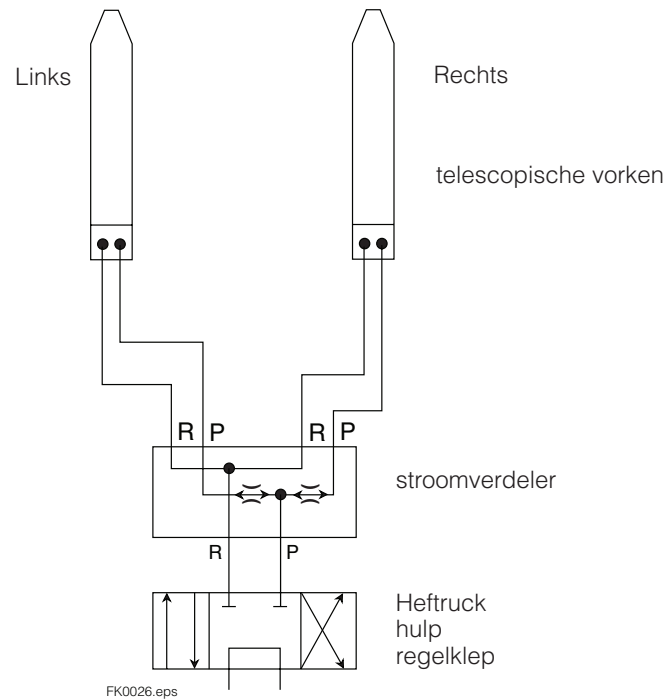 Links
Rechts
telescopische vorken
R P
R P
stroomverdeler
R
P
Heftruck
hulp
regelklep
FK0026.eps